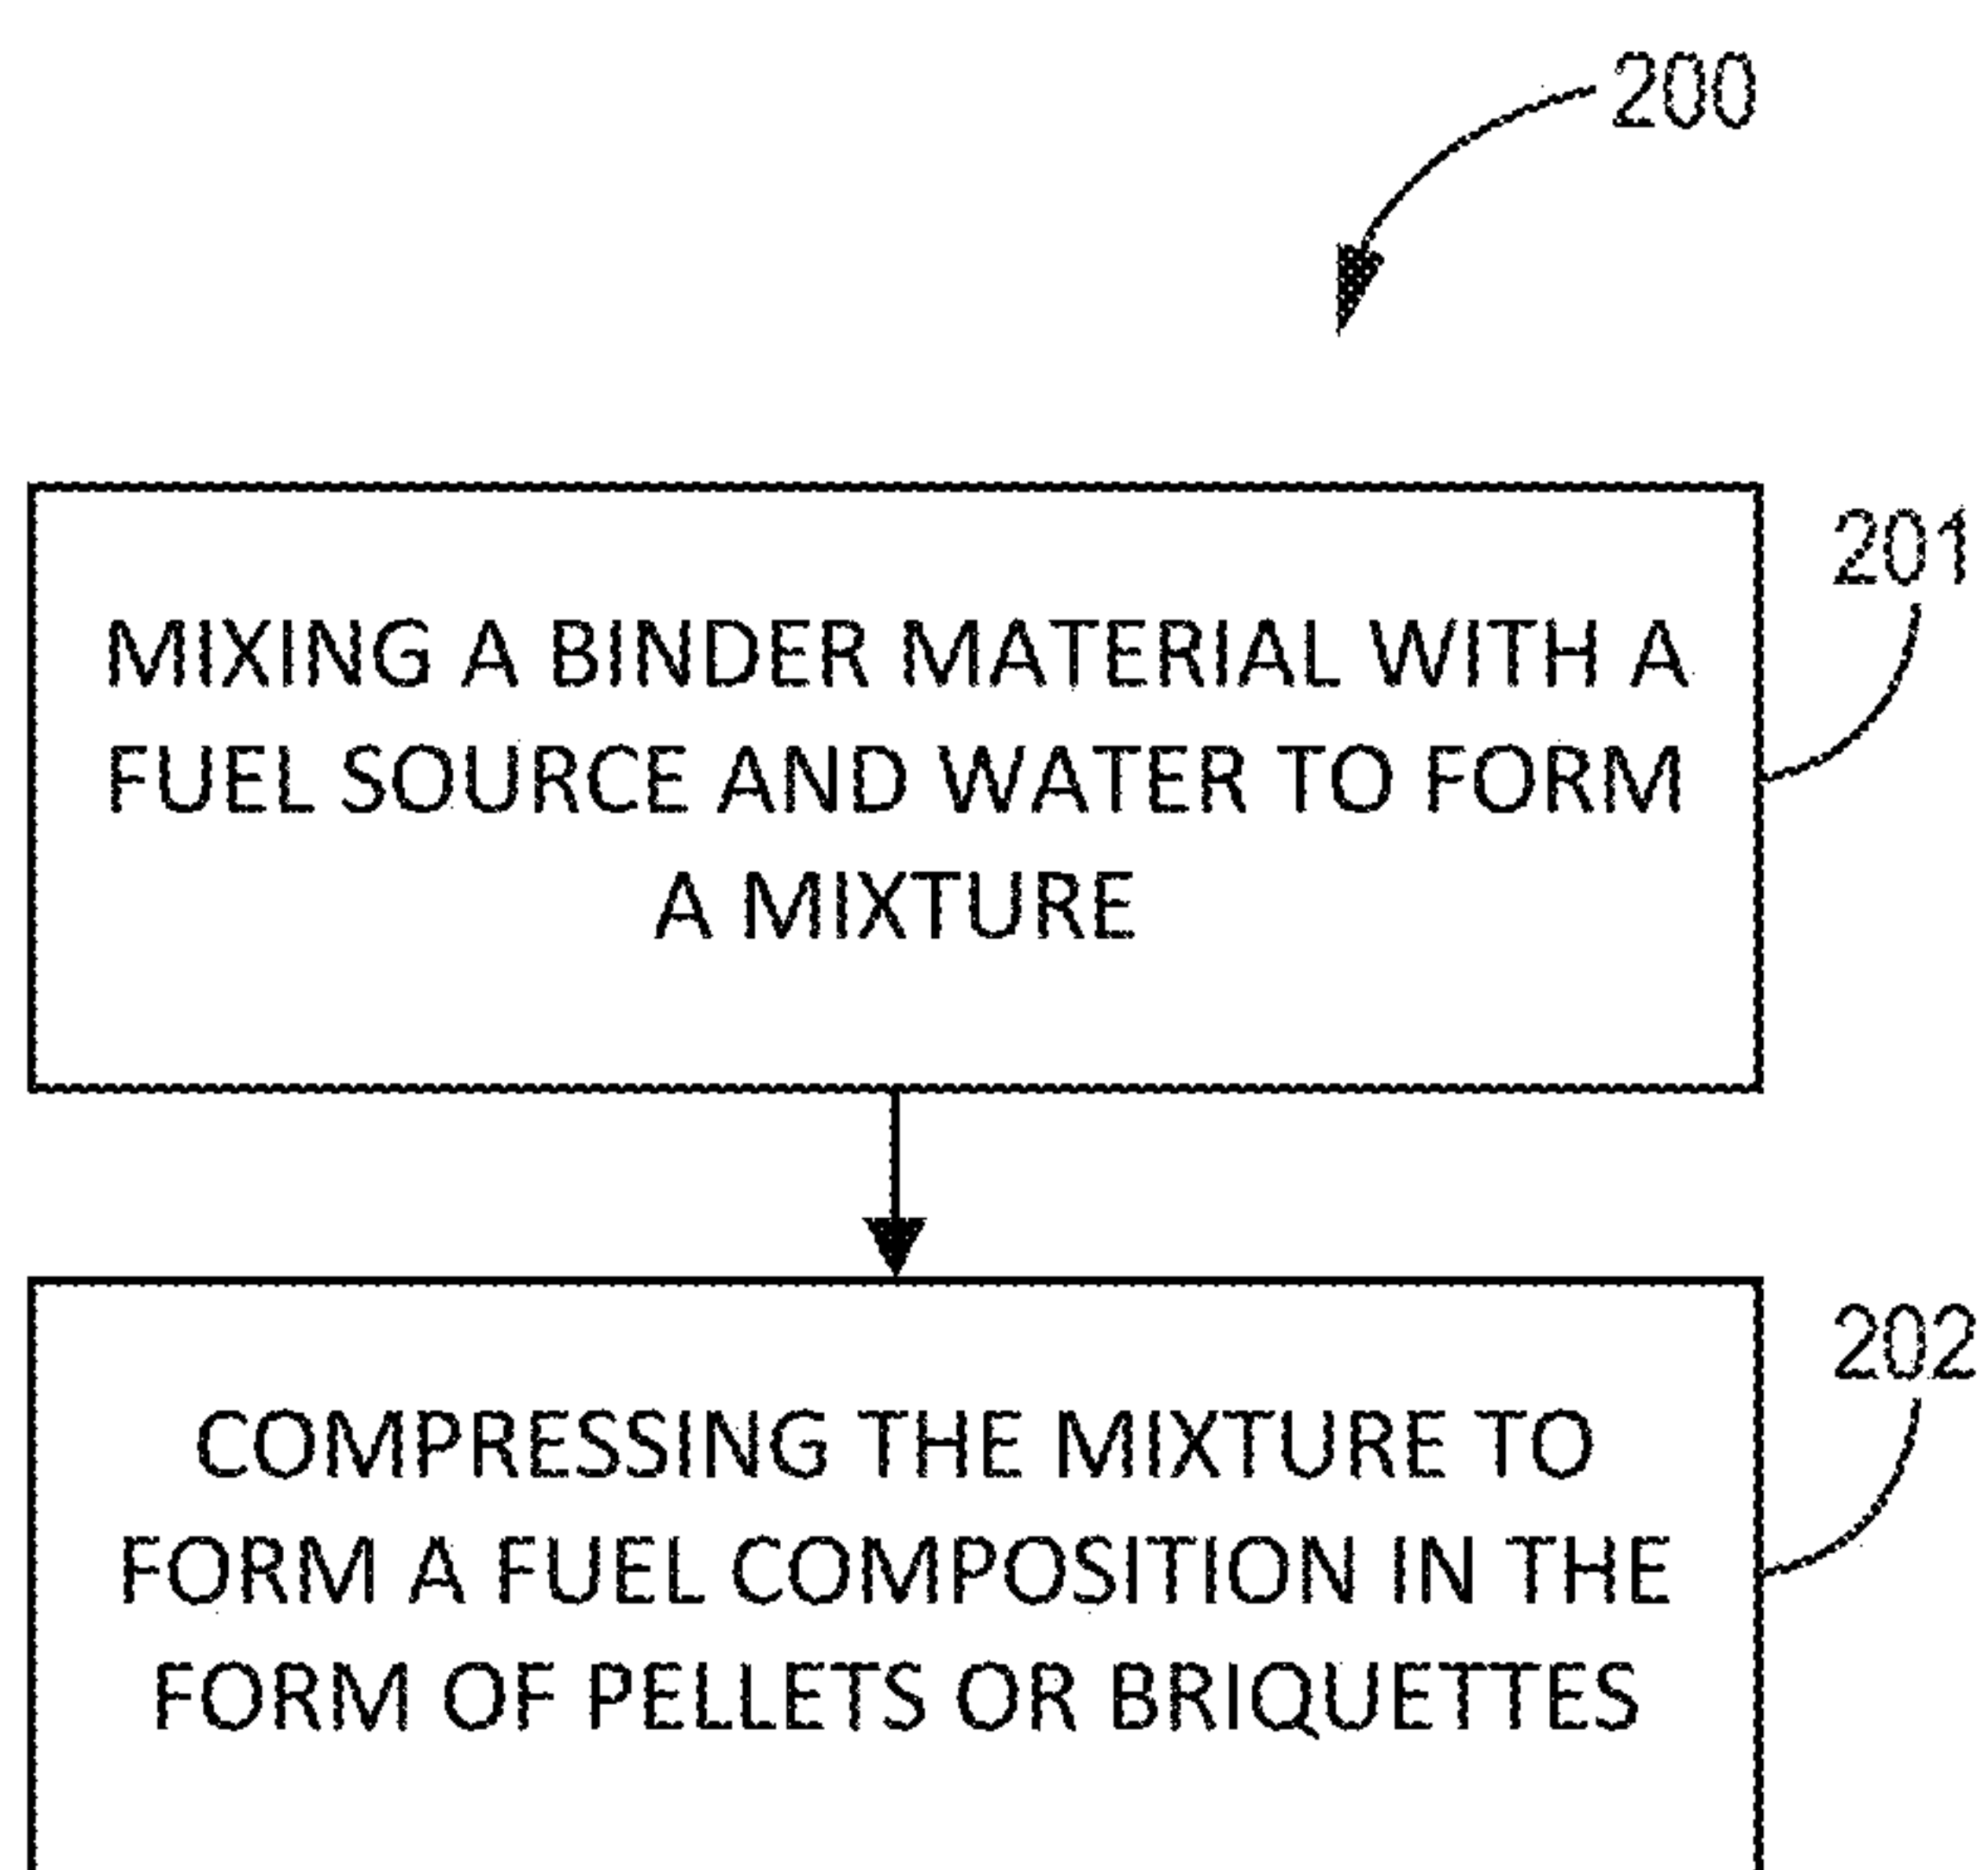 200
201
MIXING A BINDER MATERIAL WITH A
FUEL SOURCE AND WATER TO FORM
A MIXTURE
202
COMPRESSING THE MIXTURE TO
FORM A FUEL COMPOSITION IN THE
FORM OF PELLETS OR BRIQUETTES